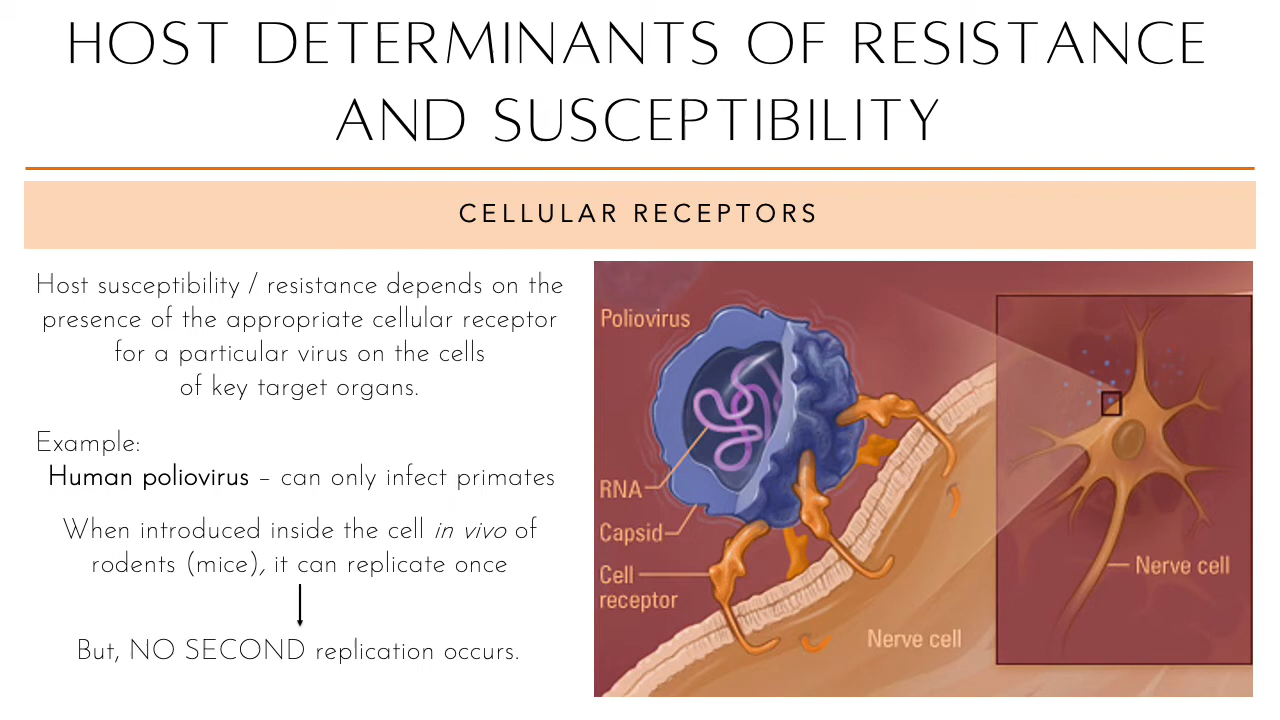 HOST DETERMINANTS OF RESISTANCE
AND SUSCEPTIBILITY
CELLULAR RECEPTORS
Host susceptibility / resistance depends on the
presence of the appropriate cellular receptor
for a particular virus on the cells
of key target organs.
Example:
Human poliovirus – can only infect primates
When introduced inside the cell in vivo of
rodents (mice), it can replicate once
But, NO SECOND replication occurs.
Poliovirus
RNA
Capsid
Cell
receptor
Nerve cell
Nerve cell